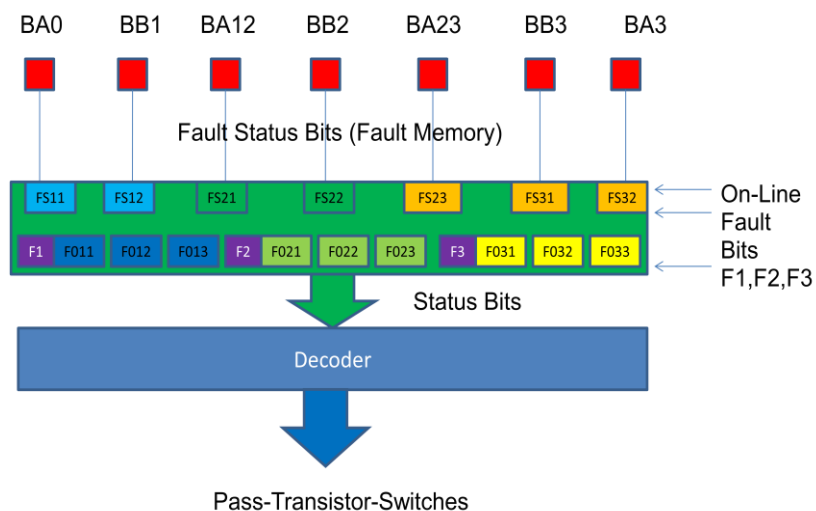 BA0 BB1 BA12 BB2 BA23 BB3 BA3
Fault Status Bits (Fault Memory)
FS11 FS12 FS21 FS22 FS23 FS31 FS32
On-Line
Fault
Bits
F1,F2,F3
F1 F011 F012 F013 F2 F021 F022 F023 F3 F031 F032 F033
Status Bits
Decoder
Pass-Transistor-Switches